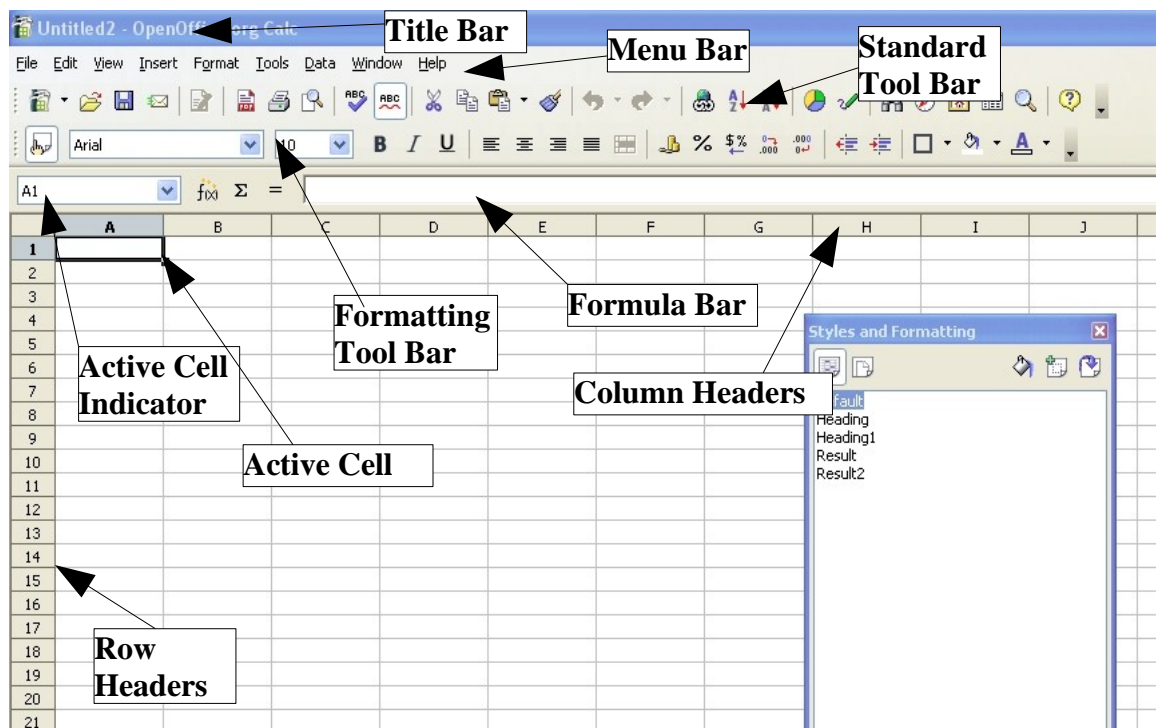 Untitled2 - OpenOffi org Calc
Title Bar
File Edit View Insert Format Tools Data Window Help
Menu Bar
Standard
Tool Bar
ABC ABC
Arial 10 B I U
A1 f(x) Σ =
A B C D E F G H I J
1
2
3
4
5
6
7
8
9
10
11
12
13
14
15
16
17
18
19
20
21
Formatting
Tool Bar
Formula Bar
Active Cell
Indicator
Column Headers
Active Cell
Row
Headers
Styles and Formatting
Heading
Heading1
Result
Result2